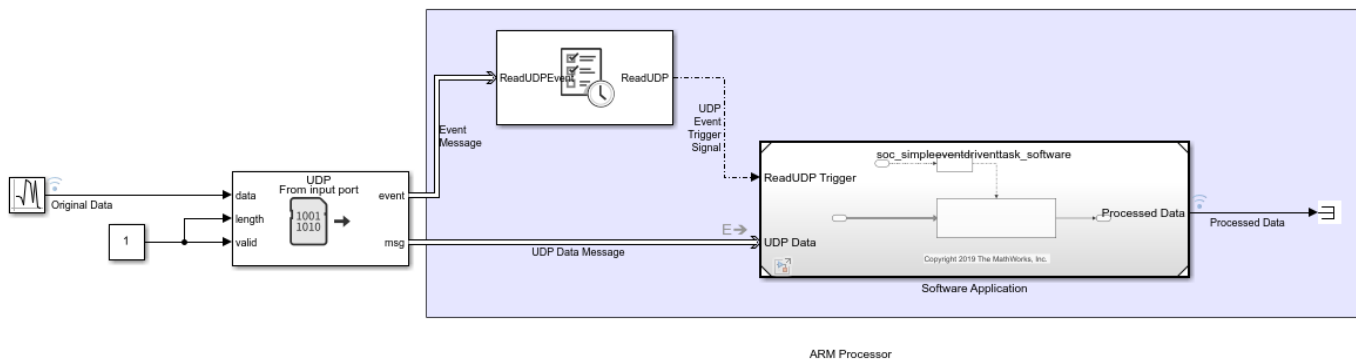 ReadUDPEvent
ReadUDP
Event
Message
UDP
Event
Trigger
Signal
UDP
From input port
data
length
valid
event
msg
1001
1010
Original Data
1
UDP Data Message
E
soc_simpleeventdriventtask_software
ReadUDP Trigger
UDP Data
Processed Data
Copyright 2019 The MathWorks, Inc.
Software Application
Processed Data
ARM Processor